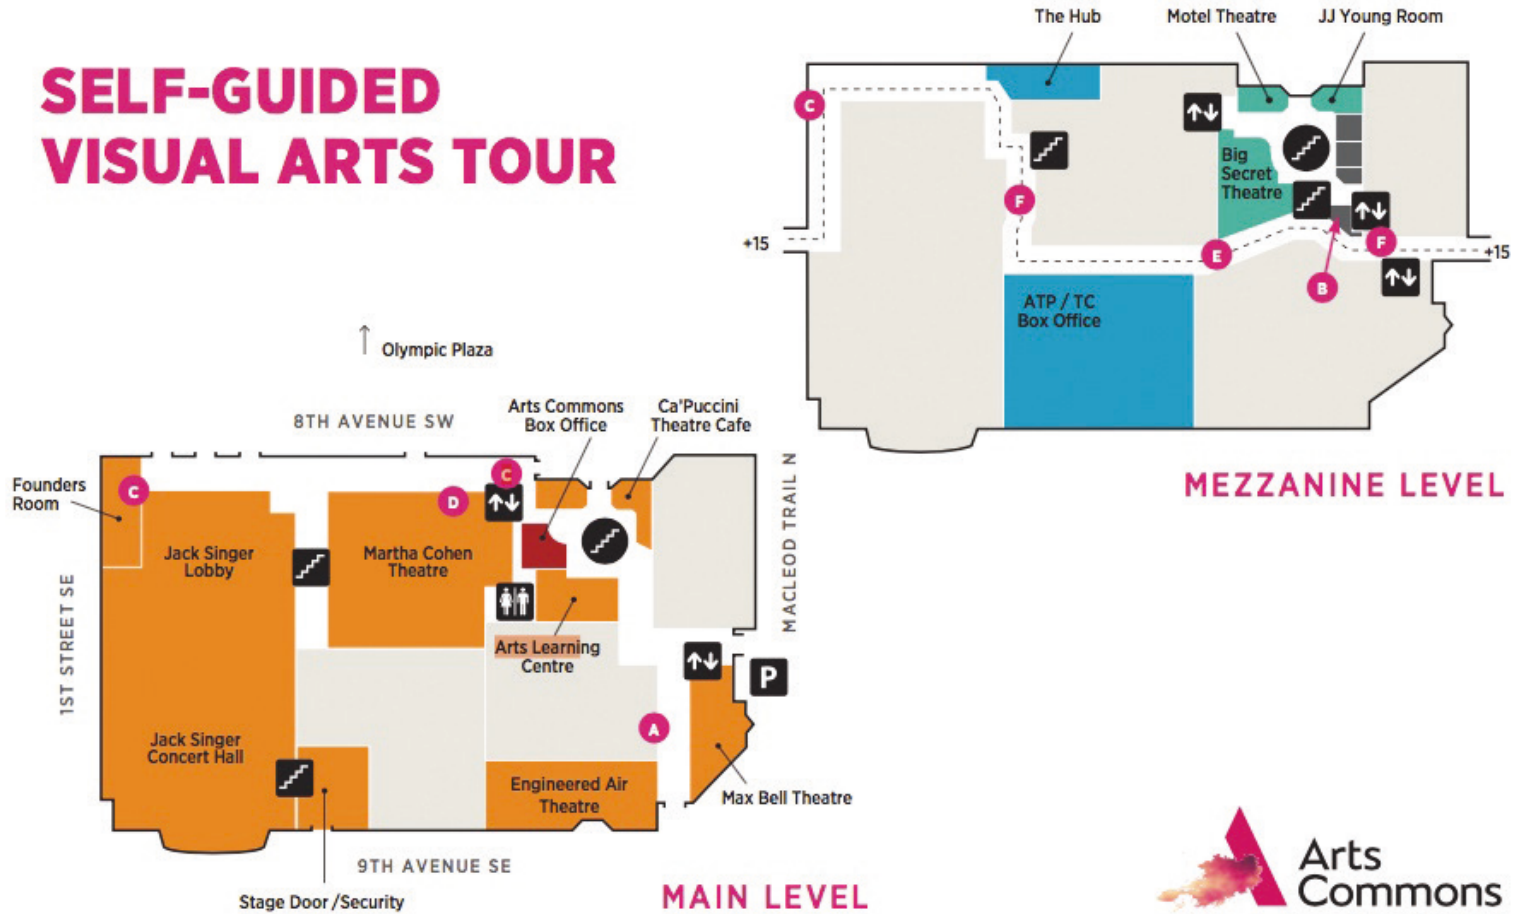 SELF-GUIDED
VISUAL ARTS TOUR
The Hub
Motel Theatre
JJ Young Room
C
F
Big
Secret
Theatre
+15
E
B
F
+15
ATP / TC
Box Office
MEZZANINE LEVEL
Olympic Plaza
8TH AVENUE SW
Arts Commons
Box Office
Ca'Puccini
Theatre Cafe
Founders
Room
C
D
C
Jack Singer
Lobby
Martha Cohen
Theatre
MACLEOD TRAIL N
1ST STREET SE
Arts Learning
Centre
P
A
Jack Singer
Concert Hall
Engineered Air
Theatre
Max Bell Theatre
9TH AVENUE SE
Stage Door /Security
MAIN LEVEL
Arts
Commons